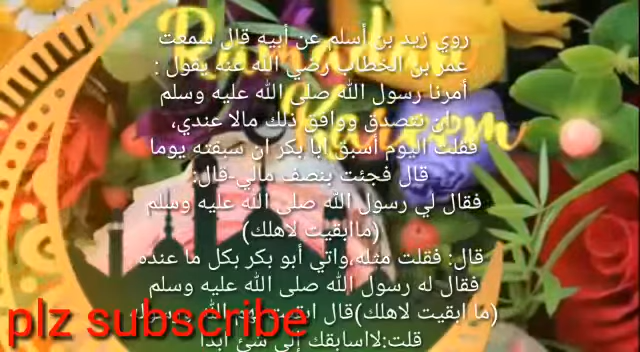 Ramadan
Kareem
روي زيد بن أسلم عن أبيه قال سمعت
عمر بن الخطاب رضي الله عنه يقول :
أمرنا رسول الله صلى الله عليه وسلم
ان نتصدق ووافق ذلك مالا عندي،
فقلت اليوم أسبق أبا بكر ان سبقته يوما
قال فجئت بنصف مالي-قال:
فقال لي رسول الله صلى الله عليه وسلم
(ماابقيت لاهلك)
قال: فقلت مثله،واتي أبو بكر بكل ما عنده
فقال له رسول الله صلى الله عليه وسلم
(ما ابقيت لاهلك)قال الله
plz subscribe
قلت:لااسابقك إلى شئ ابدا